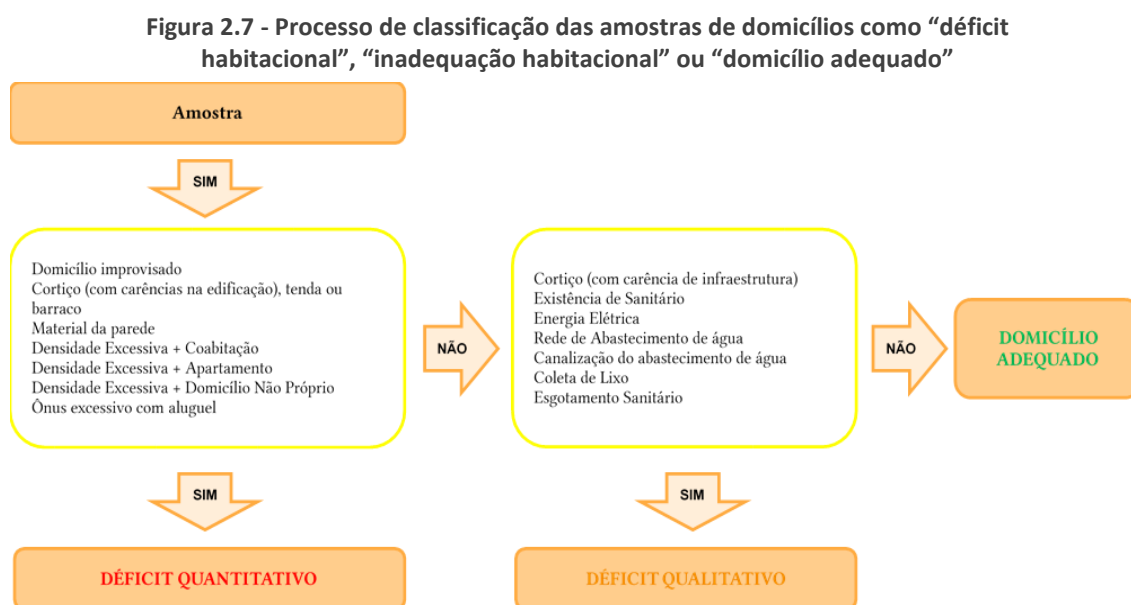 Figura 2.7 - Processo de classificação das amostras de domicílios como “déficit
habitacional”, “inadequação habitacional” ou “domicílio adequado”
Amostra
SIM
Domicílio improvisado
Cortiço (com carências na edificação), tenda ou
barraco
Material da parede
Densidade Excessiva + Coabitação
Densidade Excessiva + Apartamento
Densidade Excessiva + Domicílio Não Próprio
Ônus excessivo com aluguel
NÃO
Cortiço (com carência de infraestrutura)
Existência de Sanitário
Energia Elétrica
Rede de Abastecimento de água
Canalização do abastecimento de água
Coleta de Lixo
Esgotamento Sanitário
NÃO
DOMICÍLIO
ADEQUADO
SIM
SIM
DÉFICIT QUANTITATIVO
DÉFICIT QUALITATIVO